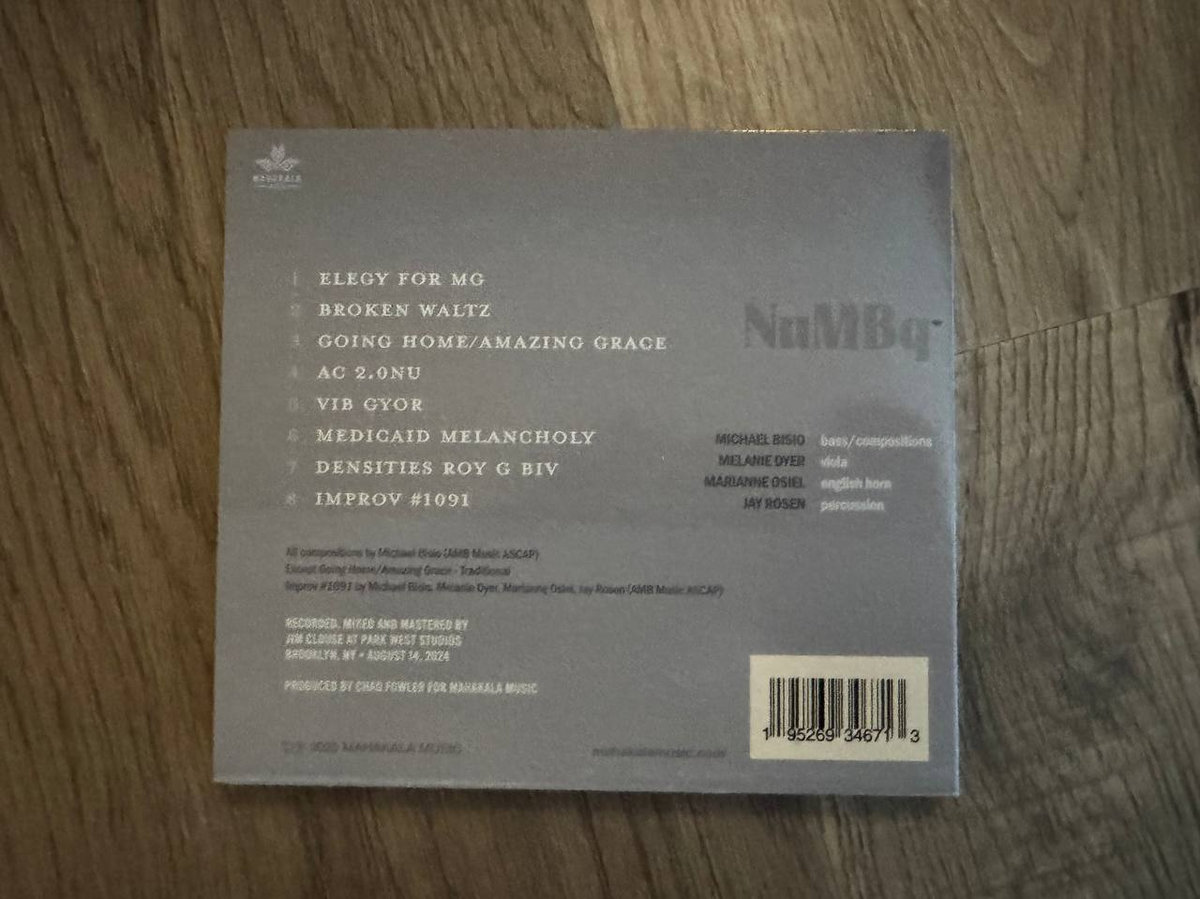 MAHAKALA
1 ELEGY FOR MG
2 BROKEN WALTZ
3 GOING HOME/AMAZING GRACE
4 AC 2.0NU
5 VIB GYOR
6 MEDICAID MELANCHOLY
7 DENSITIES ROY G BIV
8 IMPROV #1091
NuMBq
MICHAEL BISIO bass/compositions
MELANIE DYER viola
MARIANNE OSIEL english horn
JAY ROSEN percussion
All compositions by Michael Bisio (AMB Music ASCAP)
Except Going Home/Amazing Grace - Traditional
Improv #1091 by Michael Bisio, Melanie Dyer, Marianne Osiel, Jay Rosen (AMB Music ASCAP)
RECORDED, MIXED AND MASTERED BY
JIM CLOUSE AT PARK WEST STUDIOS
BROOKLYN, NY • AUGUST 14, 2024
PRODUCED BY CHAD FOWLER FOR MAHAKALA MUSIC
MAHAKALA MUSIC
mahakalamusic.com
1 95269 34671 3